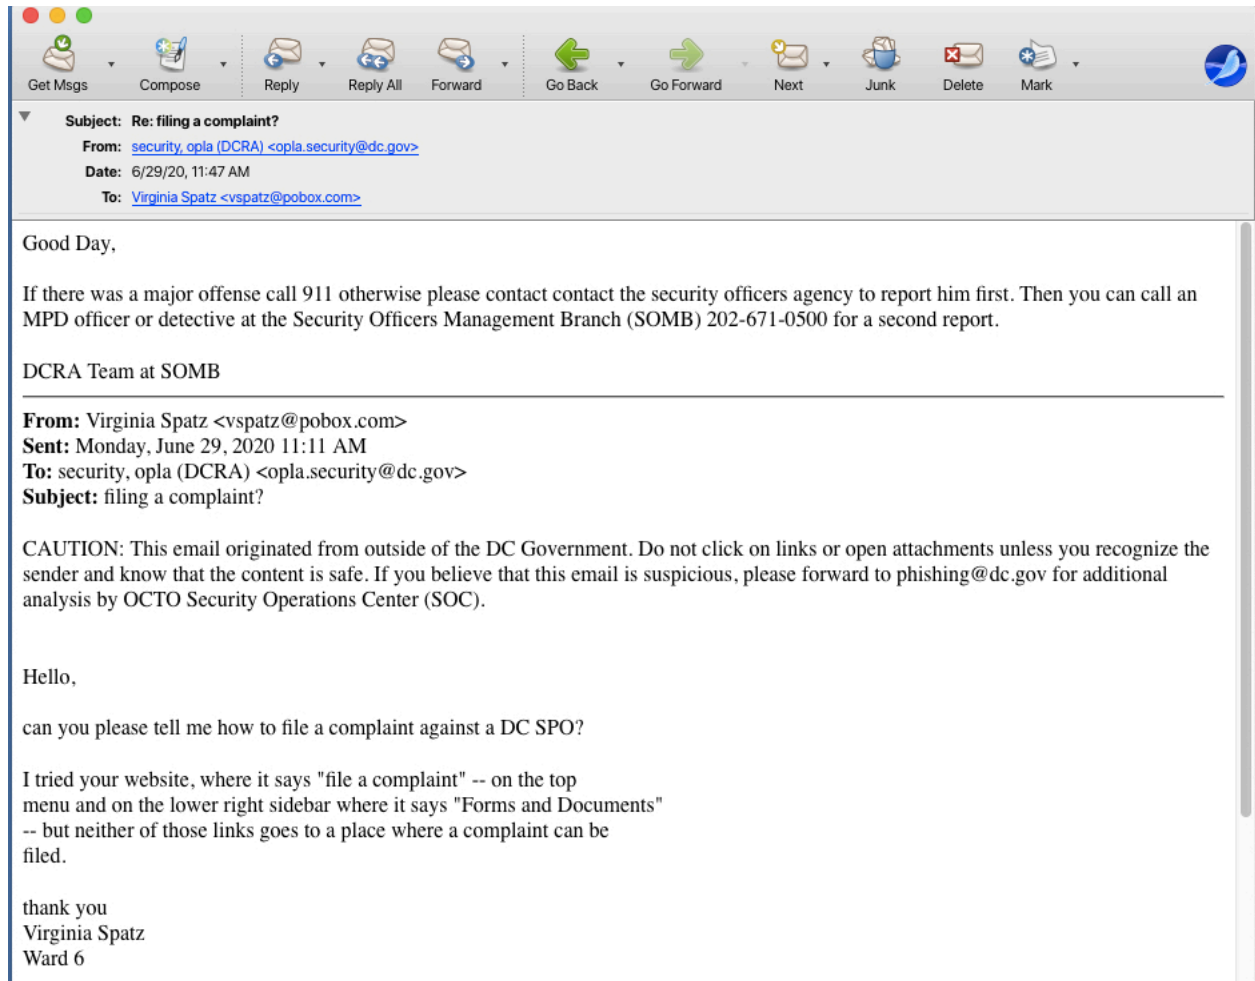 Get Msgs Compose Reply Reply All Forward Go Back Go Forward Next Junk Delete Mark
Subject: Re: filing a complaint?
From: security, opla (DCRA) <opla.security@dc.gov>
Date: 6/29/20, 11:47 AM
To: Virginia Spatz <vspatz@pobox.com>
Good Day,
If there was a major offense call 911 otherwise please contact contact the security officers agency to report him first. Then you can call an
MPD officer or detective at the Security Officers Management Branch (SOMB) 202-671-0500 for a second report.
DCRA Team at SOMB
From: Virginia Spatz <vspatz@pobox.com>
Sent: Monday, June 29, 2020 11:11 AM
To: security, opla (DCRA) <opla.security@dc.gov>
Subject: filing a complaint?
CAUTION: This email originated from outside of the DC Government. Do not click on links or open attachments unless you recognize the
sender and know that the content is safe. If you believe that this email is suspicious, please forward to phishing@dc.gov for additional
analysis by OCTO Security Operations Center (SOC).
Hello,
can you please tell me how to file a complaint against a DC SPO?
I tried your website, where it says "file a complaint" -- on the top
menu and on the lower right sidebar where it says "Forms and Documents"
-- but neither of those links goes to a place where a complaint can be
filed.
thank you
Virginia Spatz
Ward 6